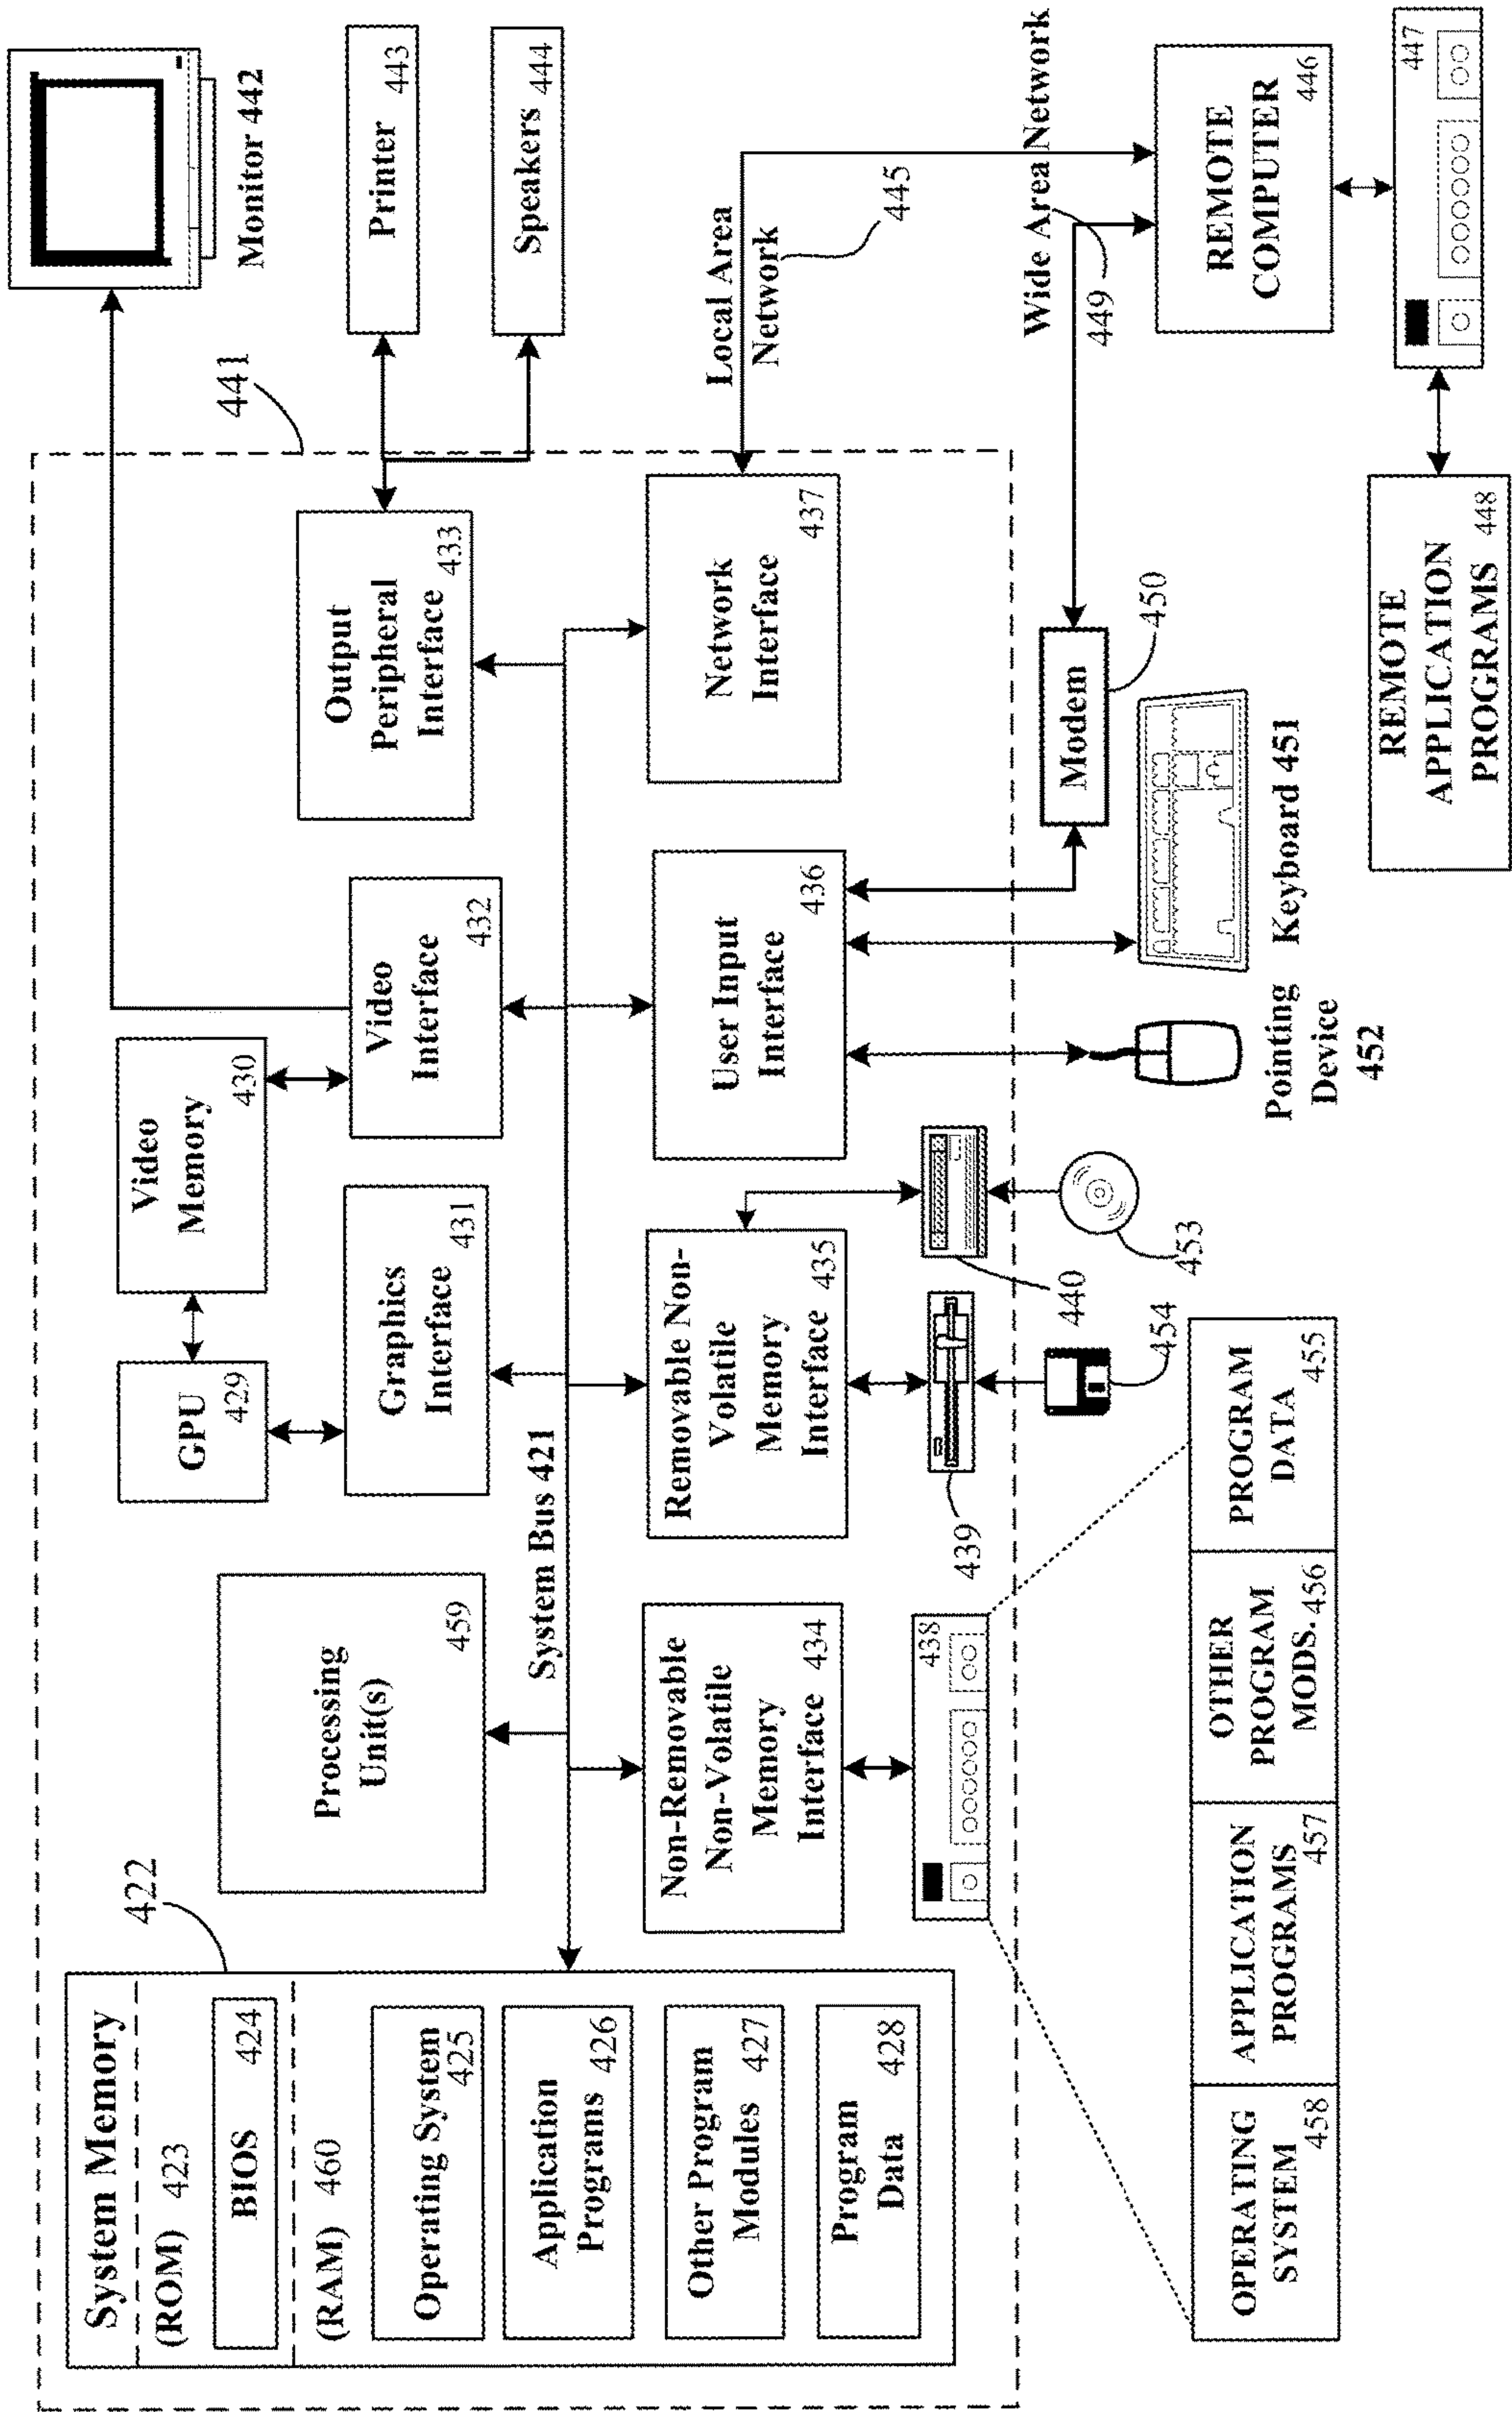 System Memory
(ROM) 423
BIOS 424
(RAM) 460
Operating System
425
Application
Programs 426
Other Program
Modules 427
Program
Data 428
422
Processing
Unit(s)
459
System Bus 421
GPU
429
Video
Memory
430
Graphics
Interface
431
Video
Interface
432
Output
Peripheral
Interface
433
441
Monitor 442
Printer
443
Speakers
444
Non-Removable
Non-Volatile
Memory
Interface 434
Removable Non-
Volatile
Memory
Interface 435
User Input
Interface
436
Network
Interface
437
Local Area
Network
445
438
439
440
454
453
Pointing
Device
452
Keyboard 451
Modem
450
Wide Area Network
449
REMOTE
COMPUTER
446
447
REMOTE
APPLICATION
PROGRAMS 448
OPERATING
SYSTEM
458
APPLICATION
PROGRAMS
457
OTHER
PROGRAM
MODS. 456
PROGRAM
DATA
455